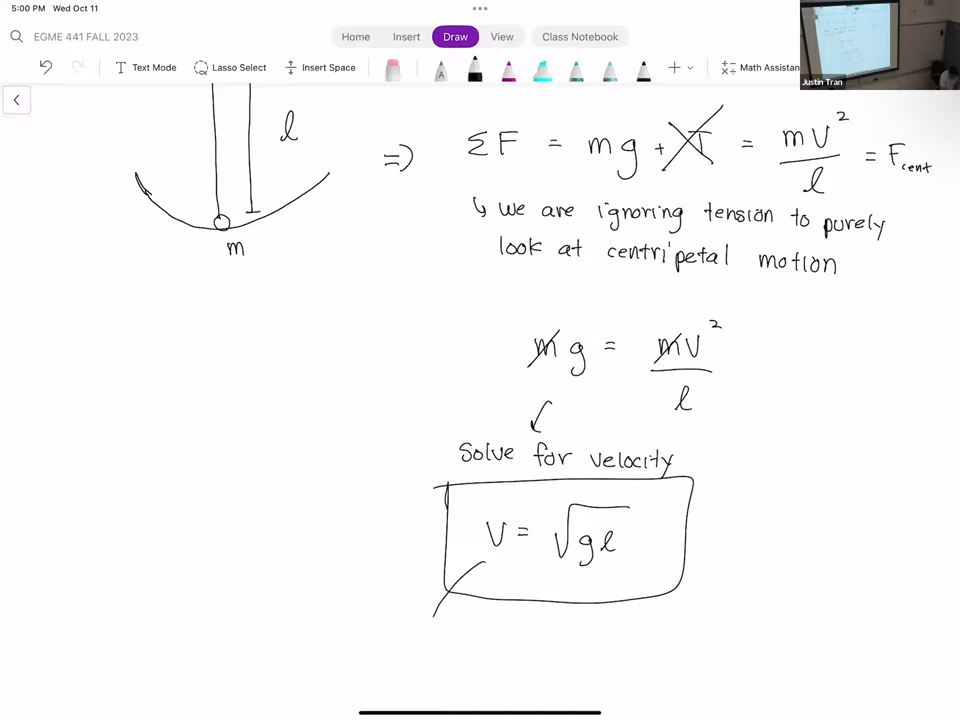 5:00 PM Wed Oct 11
EGME 441 FALL 2023
Home Insert Draw View Class Notebook
Text Mode Lasso Select Insert Space Math Assistan
Justin Tran
l
m
=> ΣF = mg + T = mv² / l = Fcent
↳ we are ignoring tension to purely
look at centripetal motion
mg = mv² / l
Solve for velocity
V = √gl